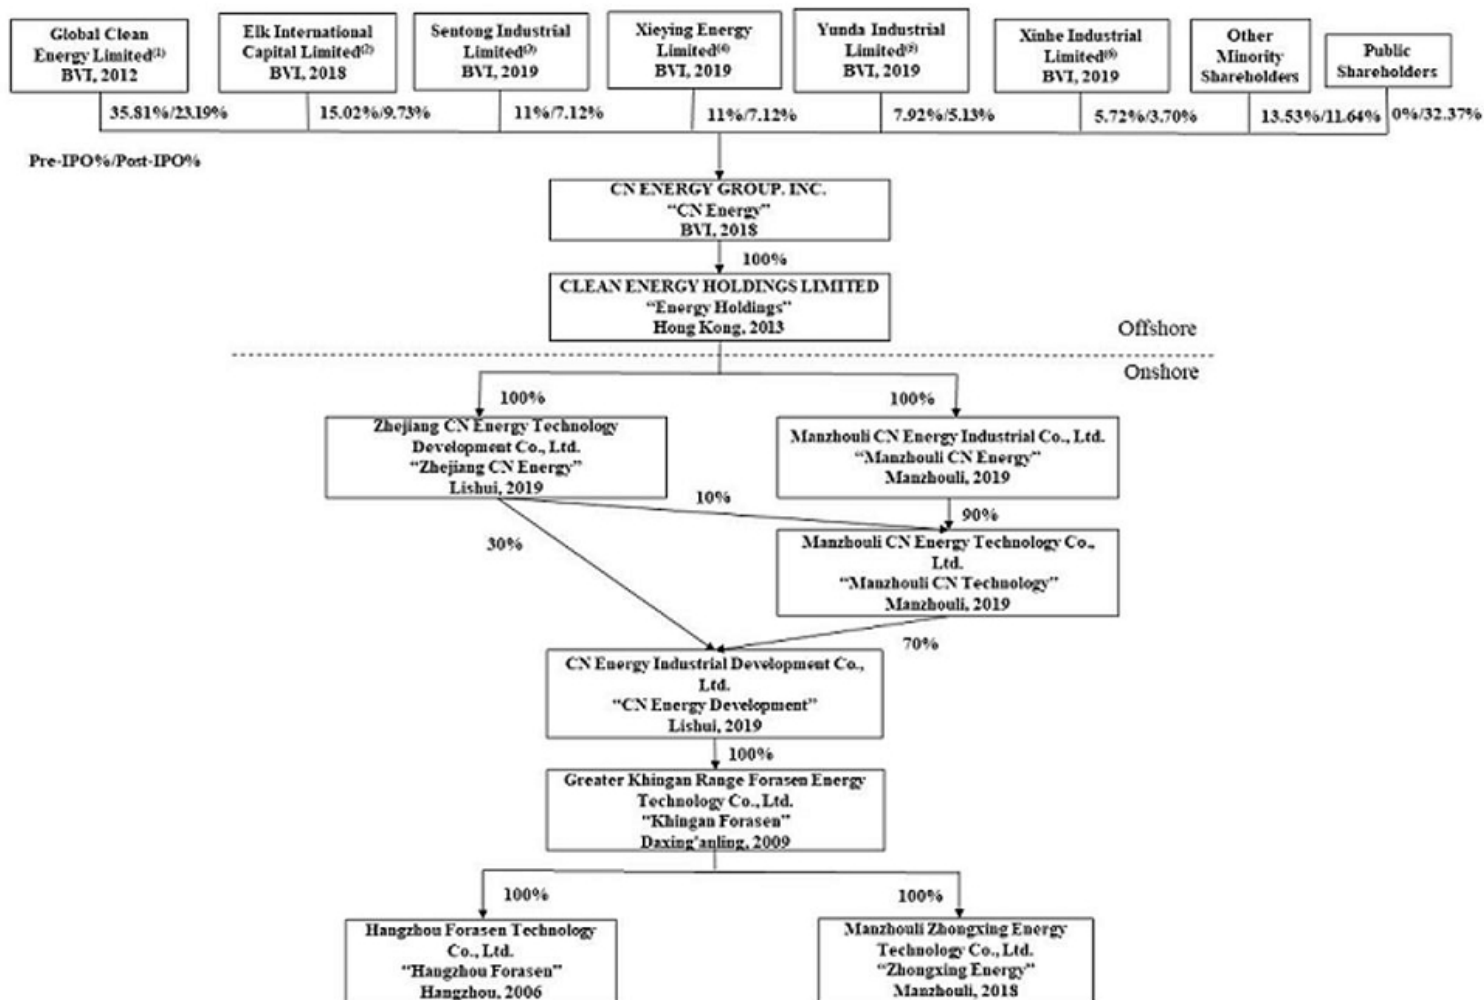 Global Clean
Energy Limited(1)
BVI, 2012
Elk International
Capital Limited(2)
BVI, 2018
Sentong Industrial
Limited(3)
BVI, 2019
Xieying Energy
Limited(4)
BVI, 2019
Yunda Industrial
Limited(5)
BVI, 2019
Xinhe Industrial
Limited(6)
BVI, 2019
Other
Minority
Shareholders
Public
Shareholders
35.81%/23.19%
15.02%/9.73%
11%/7.12%
11%/7.12%
7.92%/5.13%
5.72%/3.70%
13.53%/11.64%
0%/32.37%
Pre-IPO%/Post-IPO%
CN ENERGY GROUP. INC.
“CN Energy”
BVI, 2018
100%
CLEAN ENERGY HOLDINGS LIMITED
“Energy Holdings”
Hong Kong, 2013
Offshore
Onshore
100%
100%
Zhejiang CN Energy Technology
Development Co., Ltd.
“Zhejiang CN Energy”
Lishui, 2019
Manzhouli CN Energy Industrial Co., Ltd.
“Manzhouli CN Energy”
Manzhouli, 2019
10%
90%
30%
Manzhouli CN Energy Technology Co.,
Ltd.
“Manzhouli CN Technology”
Manzhouli, 2019
70%
CN Energy Industrial Development Co.,
Ltd.
“CN Energy Development”
Lishui, 2019
100%
Greater Khingan Range Forasen Energy
Technology Co., Ltd.
“Khingan Forasen”
Daxing'anling, 2009
100%
100%
Hangzhou Forasen Technology
Co., Ltd.
“Hangzhou Forasen”
Hangzhou, 2006
Manzhouli Zhongxing Energy
Technology Co., Ltd.
“Zhongxing Energy”
Manzhouli, 2018